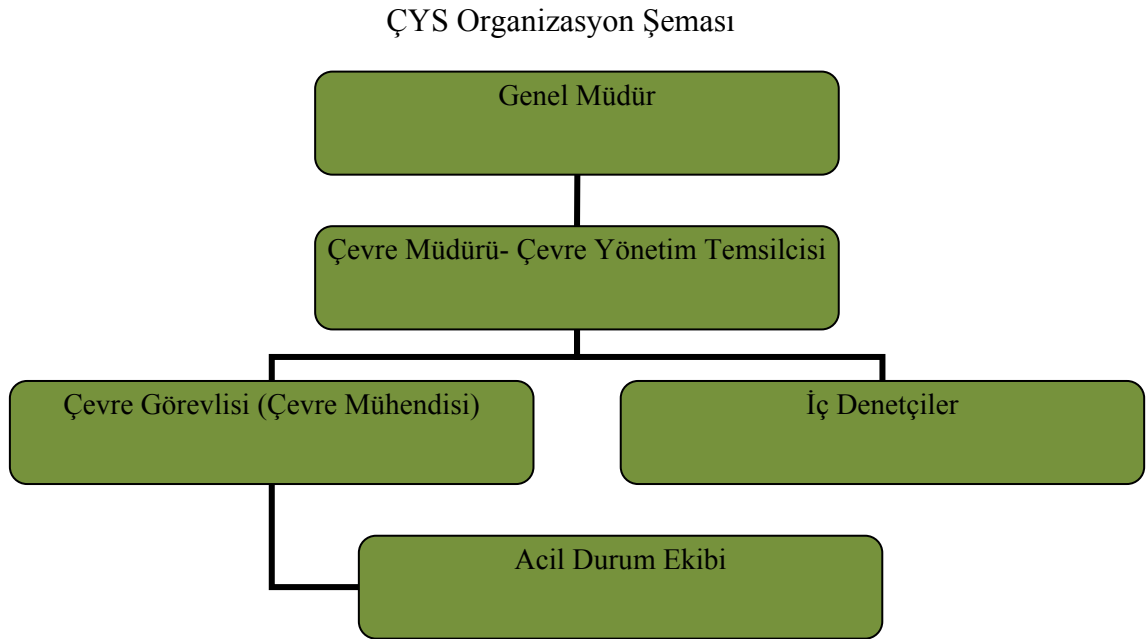 ÇYS Organizasyon Şeması
Genel Müdür
Çevre Müdürü- Çevre Yönetim Temsilcisi
Çevre Görevlisi (Çevre Mühendisi)
İç Denetçiler
Acil Durum Ekibi